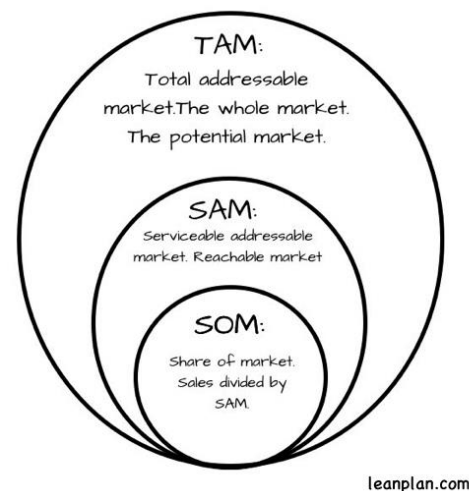 TAM:
Total addressable
market.The whole market.
The potential market.
SAM:
Serviceable addressable
market. Reachable market
SOM:
Share of market.
Sales divided by
SAM.
leanplan.com